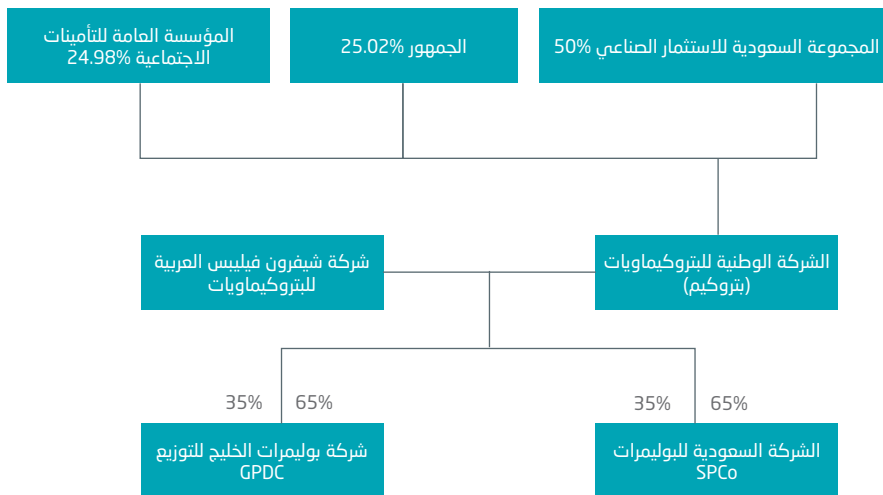 المجموعة السعودية للاستثمار الصناعي 50%
الجمهور 25.02%
المؤسسة العامة للتأمينات
الاجتماعية 24.98%
الشركة الوطنية للبتروكيماويات
(بتروكيم)
شركة شيفرون فيليبس العربية
للبتروكيماويات
65%
35%
65%
35%
الشركة السعودية للبوليمرات
SPCo
شركة بوليمرات الخليج للتوزيع
GPDC